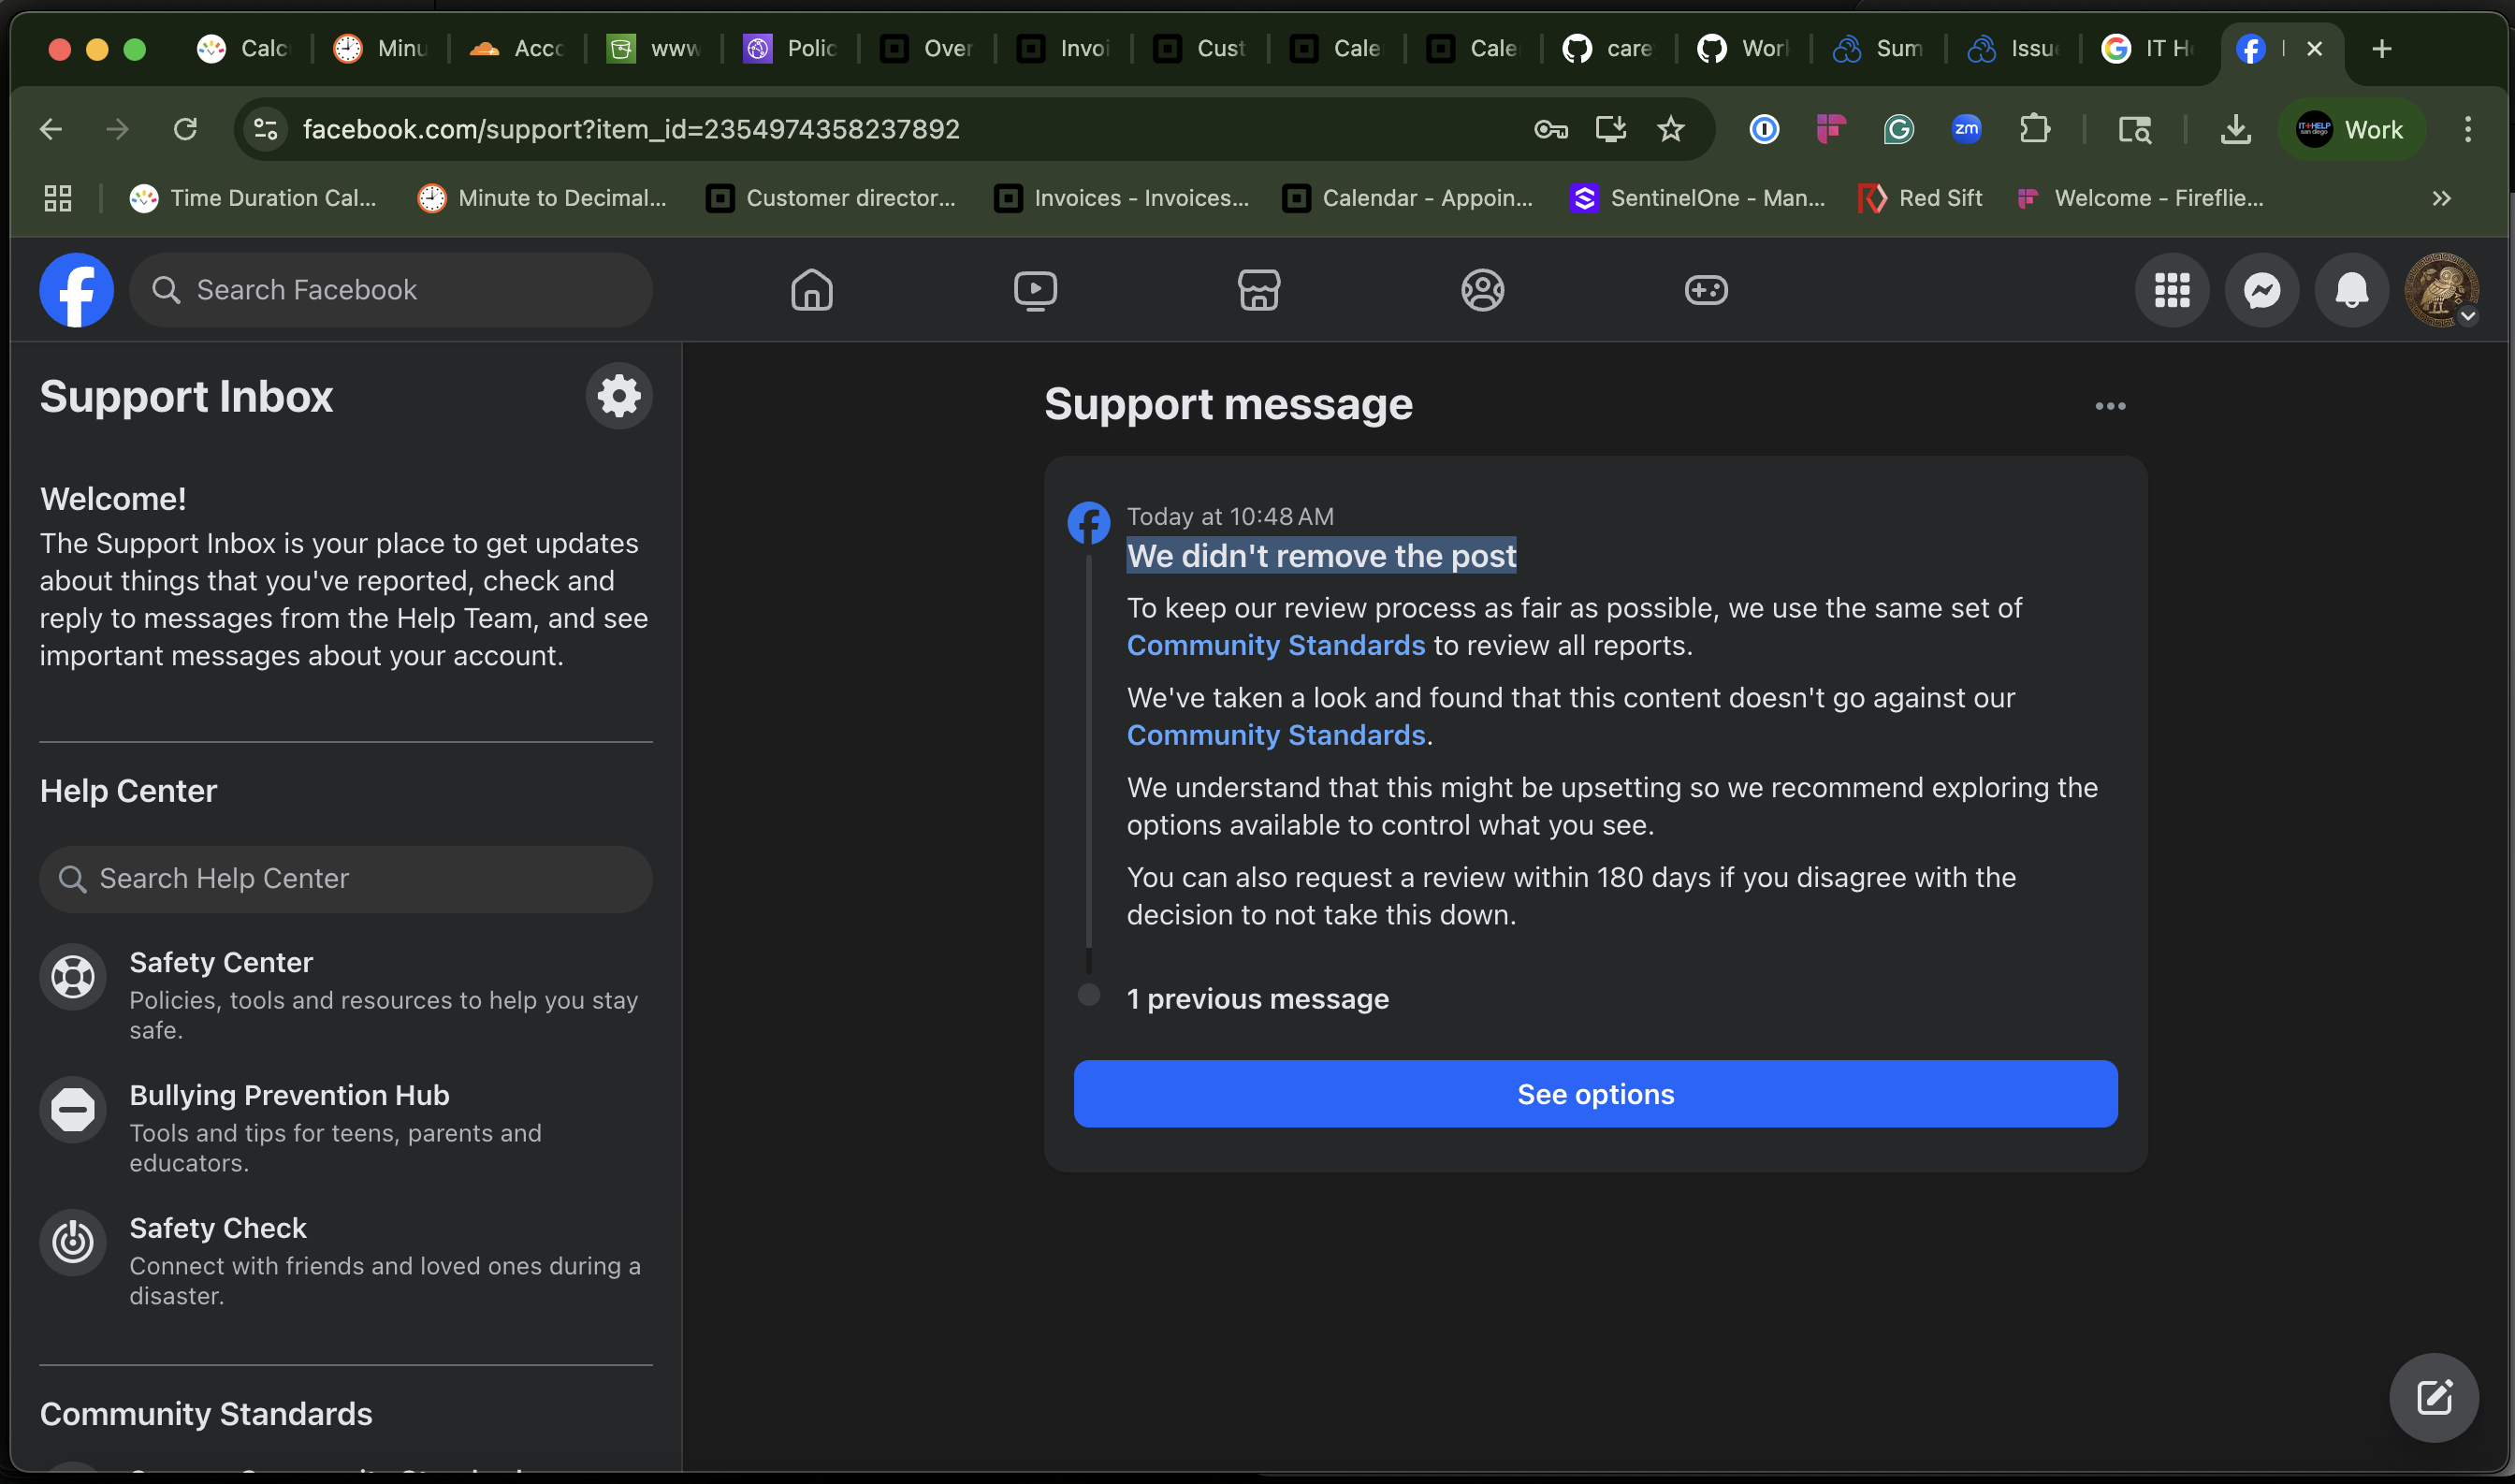 Calc
Minu
Acco
www
Polic
Over
Invoi
Cust
Cale
Cale
care
Work
Sum
Issue
IT He
facebook.com/support?item_id=2354974358237892
zm
IT+HELP
san diego
Work
Time Duration Cal...
Minute to Decimal...
Customer director...
Invoices - Invoices...
Calendar - Appoin...
SentinelOne - Man...
Red Sift
Welcome - Fireflie...
Search Facebook
Support Inbox
Welcome!
The Support Inbox is your place to get updates
about things that you've reported, check and
reply to messages from the Help Team, and see
important messages about your account.
Help Center
Search Help Center
Safety Center
Policies, tools and resources to help you stay
safe.
Bullying Prevention Hub
Tools and tips for teens, parents and
educators.
Safety Check
Connect with friends and loved ones during a
disaster.
Community Standards
Support message
Today at 10:48 AM
We didn't remove the post
To keep our review process as fair as possible, we use the same set of
Community Standards to review all reports.
We've taken a look and found that this content doesn't go against our
Community Standards.
We understand that this might be upsetting so we recommend exploring the
options available to control what you see.
You can also request a review within 180 days if you disagree with the
decision to not take this down.
1 previous message
See options